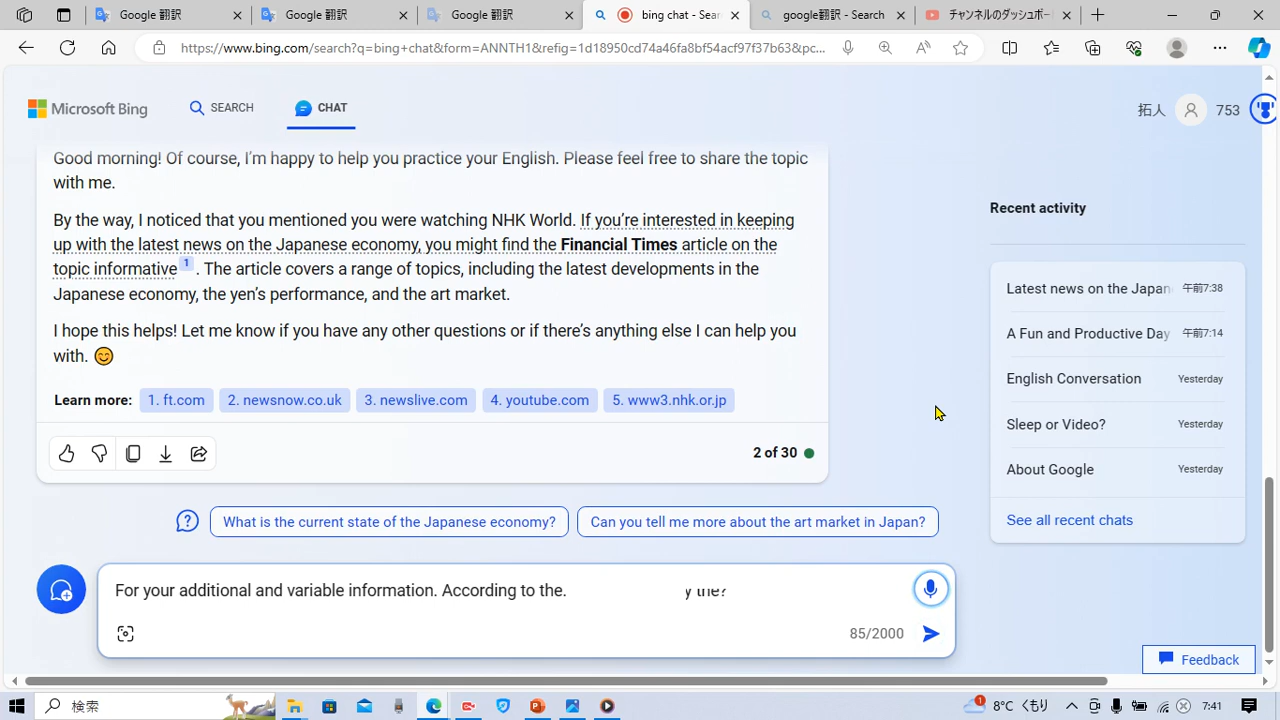 Google 翻訳
Google 翻訳
Google 翻訳
bing chat - Sear
google翻訳 - Search
チャンネルのダッシュボー
https://www.bing.com/search?q=bing+chat&form=ANNTH1&refig=1d18950cd74a46fa8bf54acf97f37b63&pc...
Microsoft Bing
SEARCH
CHAT
拓人
753
Good morning! Of course, I'm happy to help you practice your English. Please feel free to share the topic
with me.
By the way, I noticed that you mentioned you were watching NHK World. If you're interested in keeping
up with the latest news on the Japanese economy, you might find the Financial Times article on the
topic informative 1 . The article covers a range of topics, including the latest developments in the
Japanese economy, the yen's performance, and the art market.
I hope this helps! Let me know if you have any other questions or if there's anything else I can help you
with. 😊
Learn more: 1. ft.com 2. newsnow.co.uk 3. newslive.com 4. youtube.com 5. www3.nhk.or.jp
2 of 30
What is the current state of the Japanese economy?
Can you tell me more about the art market in Japan?
For your additional and variable information. According to the. y the?
85/2000
Recent activity
Latest news on the Japan 午前7:38
A Fun and Productive Day 午前7:14
English Conversation Yesterday
Sleep or Video? Yesterday
About Google Yesterday
See all recent chats
Feedback
検索
1
8°C くもり
7:41